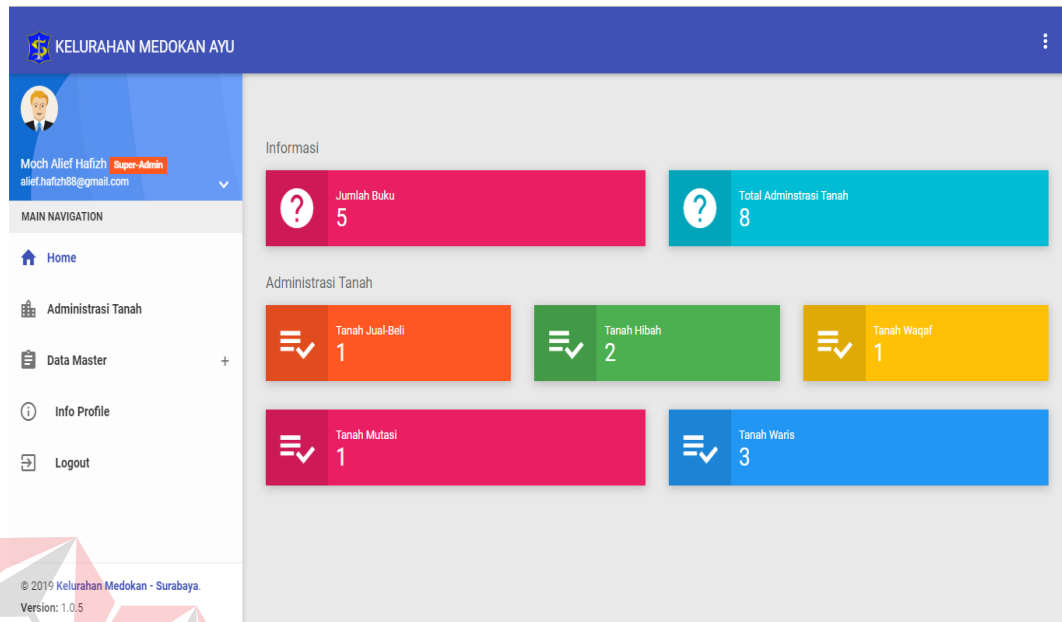 KELURAHAN MEDOKAN AYU
Moch Alief Hafizh Super-Admin
alief.hafizh88@gmail.com
MAIN NAVIGATION
Home
Administrasi Tanah
Data Master +
Info Profile
Logout
© 2019 Kelurahan Medokan - Surabaya.
Version: 1.0.5
Informasi
Jumlah Buku
5
Total Adminstrasi Tanah
8
Administrasi Tanah
Tanah Jual-Beli
1
Tanah Hibah
2
Tanah Waqaf
1
Tanah Mutasi
1
Tanah Waris
3